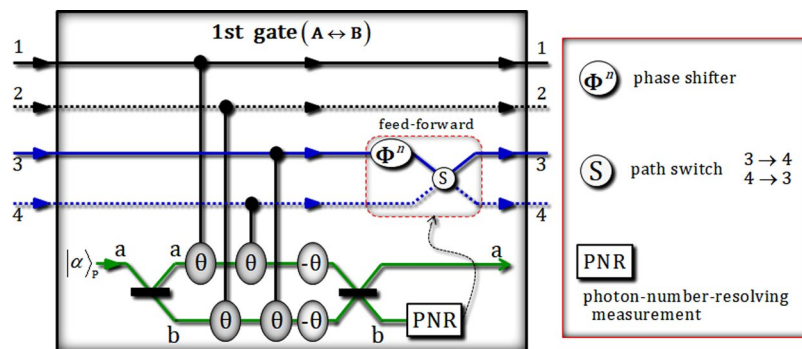 1st gate (A ↔ B)
1 1
2 2
feed-forward
3 Φⁿ 3
S
4 4
|α⟩ₚ a a θ θ -θ a
b θ θ -θ b PNR
Φⁿ phase shifter
S path switch 3 → 4
4 → 3
PNR
photon-number-resolving
measurement